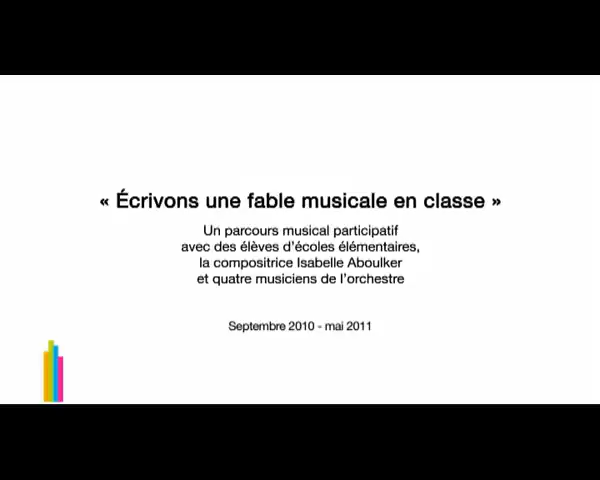 « Écrivons une fable musicale en classe »
Un parcours musical participatif
avec des élèves d'écoles élémentaires,
la compositrice Isabelle Aboulker
et quatre musiciens de l'orchestre
Septembre 2010 - mai 2011